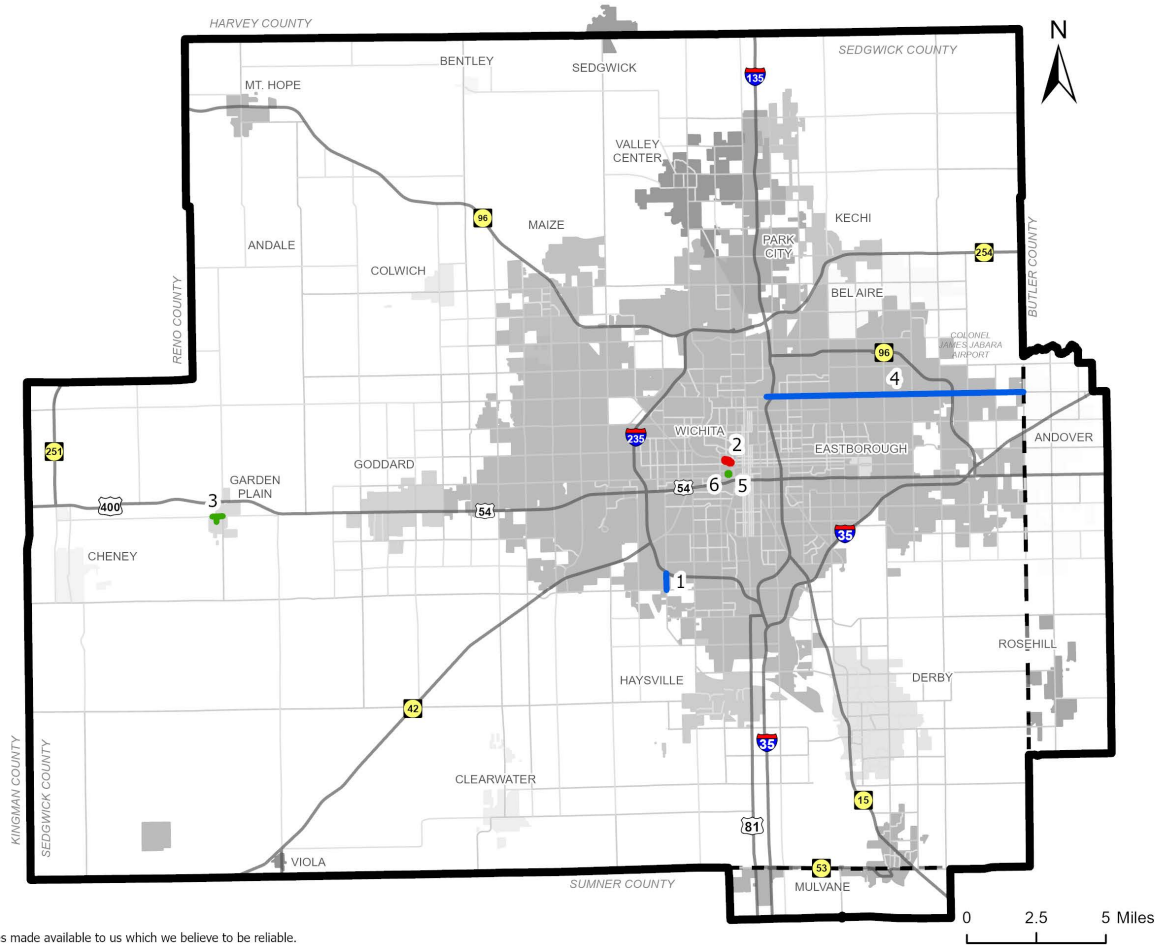 HARVEY COUNTY
N
SEDGWICK COUNTY
BENTLEY
SEDGWICK
135
MT. HOPE
VALLEY
CENTER
96
MAIZE
KECHI
ANDALE
PARK
CITY
254
COLWICH
BEL AIRE
BUTLER COUNTY
RENO COUNTY
COLONEL
JAMES JABARA
AIRPORT
96
4
235
WICHITA
2
EASTBOROUGH
ANDOVER
251
GODDARD
GARDEN
PLAIN
3
400
54
54
6
5
35
CHENEY
1
ROSEHILL
HAYSVILLE
DERBY
42
35
KINGMAN COUNTY
SEDGWICK COUNTY
CLEARWATER
15
81
VIOLA
53
SUMNER COUNTY
MULVANE
0 2.5 5 Miles
es made available to us which we believe to be reliable.